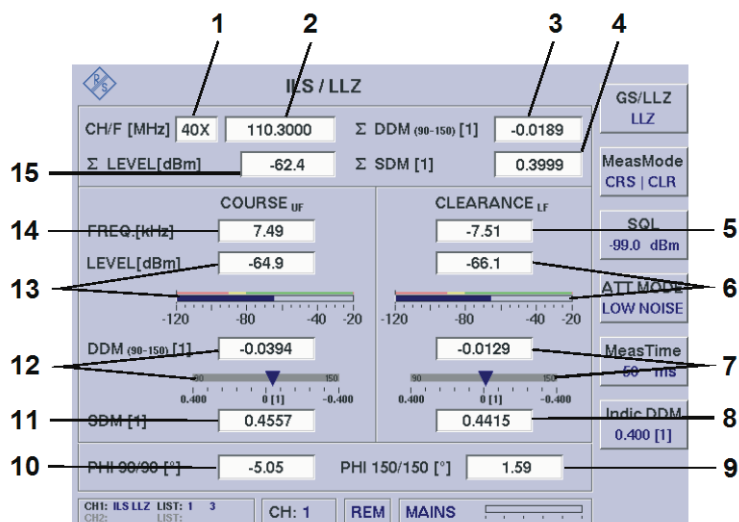 1 2 3 4
R/S ILS / LLZ
GS/LLZ
LLZ
CH/F [MHz] 40X 110.3000 Σ DDM (90-150) [1] -0.0189
15 Σ LEVEL[dBm] -62.4 Σ SDM [1] 0.3999
MeasMode
CRS | CLR
COURSE UF CLEARANCE LF
14 FREQ.[kHz] 7.49 -7.51 5
SQL
-99.0 dBm
13 LEVEL[dBm] -64.9 -66.1 6
ATT MODE
LOW NOISE
-120 -80 -40 -20 -120 -80 -40 -20
12 DDM (90-150) [1] -0.0394 -0.0129 7
MeasTime
50 ms
90 150 90 150
0.400 0 [1] -0.400 0.400 0 [1] -0.400
11 SDM [1] 0.4557 0.4415 8
Indic DDM
0.400 [1]
10 PHI 90/90 [°] -5.05 PHI 150/150 [°] 1.59 9
CH1: ILS LLZ LIST: 1 3
CH2: LIST:
CH: 1 REM MAINS